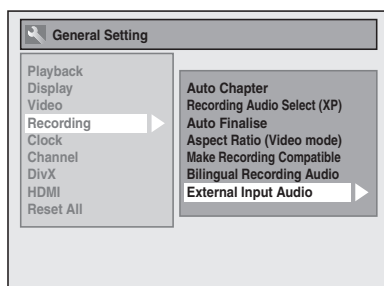 General Setting
Playback
Display
Video
Recording
Clock
Channel
DivX
HDMI
Reset All
Auto Chapter
Recording Audio Select (XP)
Auto Finalise
Aspect Ratio (Video mode)
Make Recording Compatible
Bilingual Recording Audio
External Input Audio